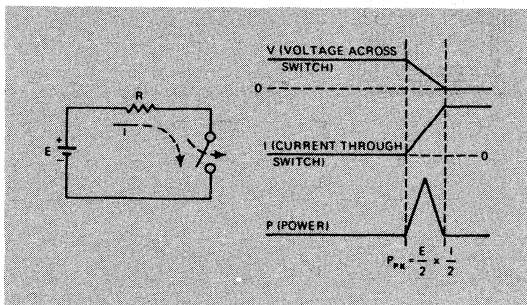 R
I
E
+
−
V (VOLTAGE ACROSS
SWITCH)
0
I (CURRENT THROUGH
SWITCH)
0
P (POWER)
P_PK = E/2 x I/2